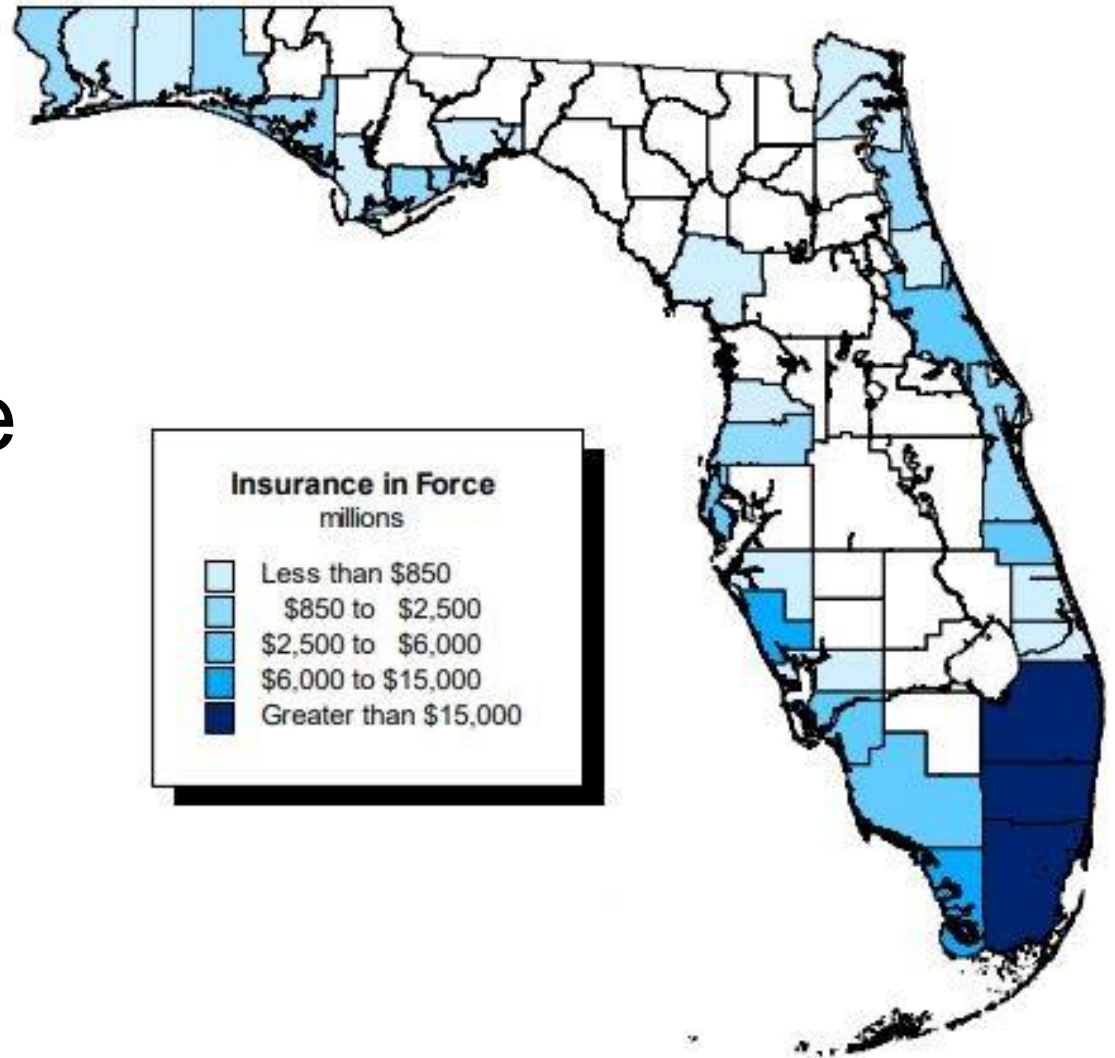 e
Insurance in Force
millions
Less than $850
$850 to $2,500
$2,500 to $6,000
$6,000 to $15,000
Greater than $15,000